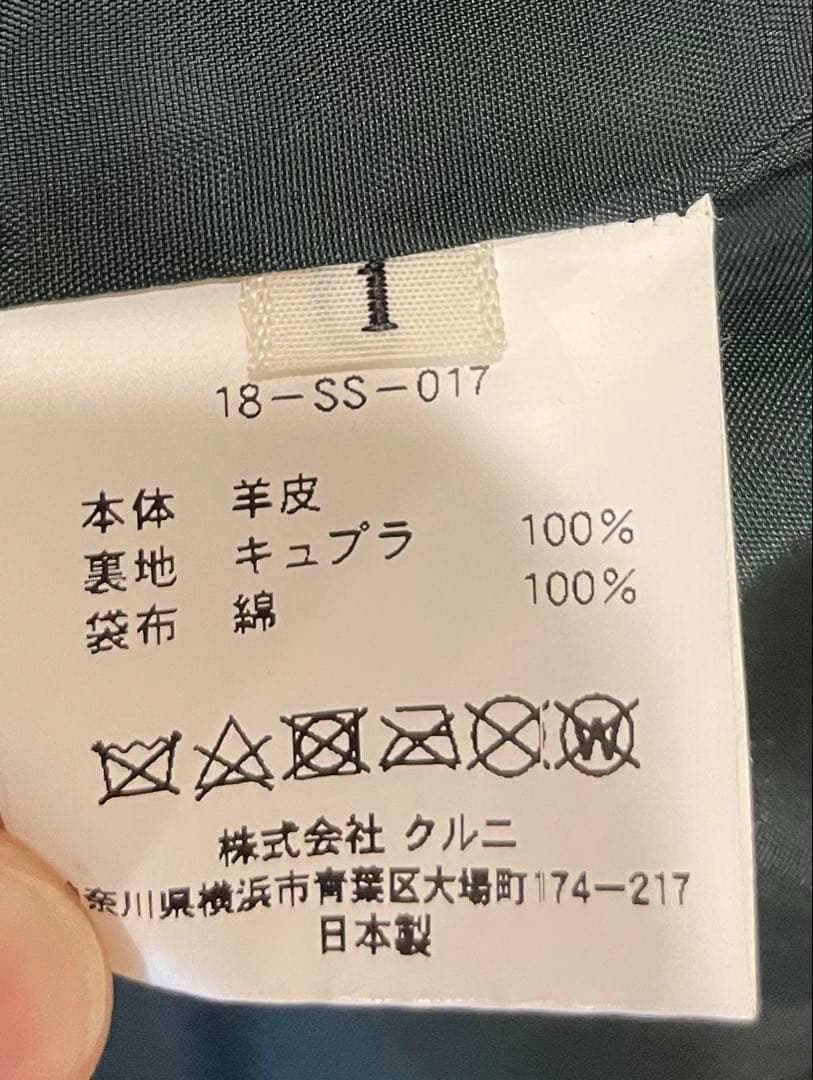 1
18-SS-017
本体 羊皮
裏地 キュプラ 100%
袋布 綿 100%
W
株式会社 クルニ
奈川県横浜市青葉区大場町174-217
日本製